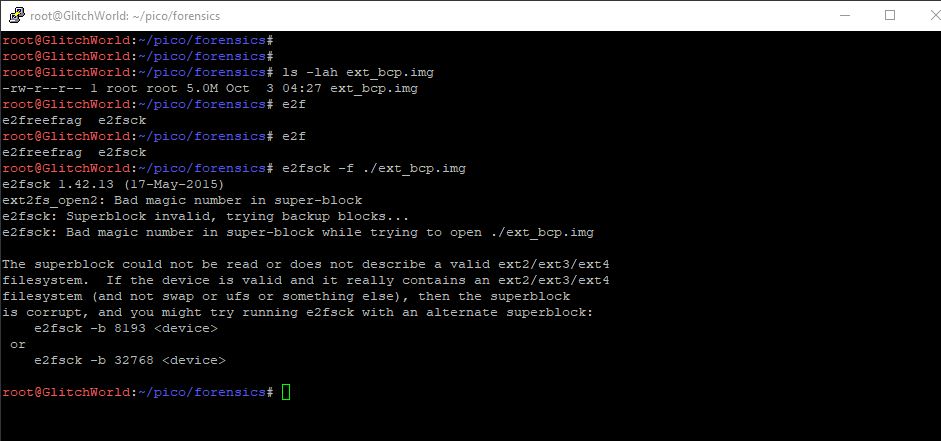 root@GlitchWorld: ~/pico/forensics
root@GlitchWorld:~/pico/forensics#
root@GlitchWorld:~/pico/forensics#
root@GlitchWorld:~/pico/forensics# ls -lah ext_bcp.img
-rw-r--r-- 1 root root 5.0M Oct  3 04:27 ext_bcp.img
root@GlitchWorld:~/pico/forensics# e2f
e2freefrag  e2fsck
root@GlitchWorld:~/pico/forensics# e2f
e2freefrag  e2fsck
root@GlitchWorld:~/pico/forensics# e2fsck -f ./ext_bcp.img
e2fsck 1.42.13 (17-May-2015)
ext2fs_open2: Bad magic number in super-block
e2fsck: Superblock invalid, trying backup blocks...
e2fsck: Bad magic number in super-block while trying to open ./ext_bcp.img
The superblock could not be read or does not describe a valid ext2/ext3/ext4
filesystem.  If the device is valid and it really contains an ext2/ext3/ext4
filesystem (and not swap or ufs or something else), then the superblock
is corrupt, and you might try running e2fsck with an alternate superblock:
    e2fsck -b 8193 <device>
 or
    e2fsck -b 32768 <device>
root@GlitchWorld:~/pico/forensics#